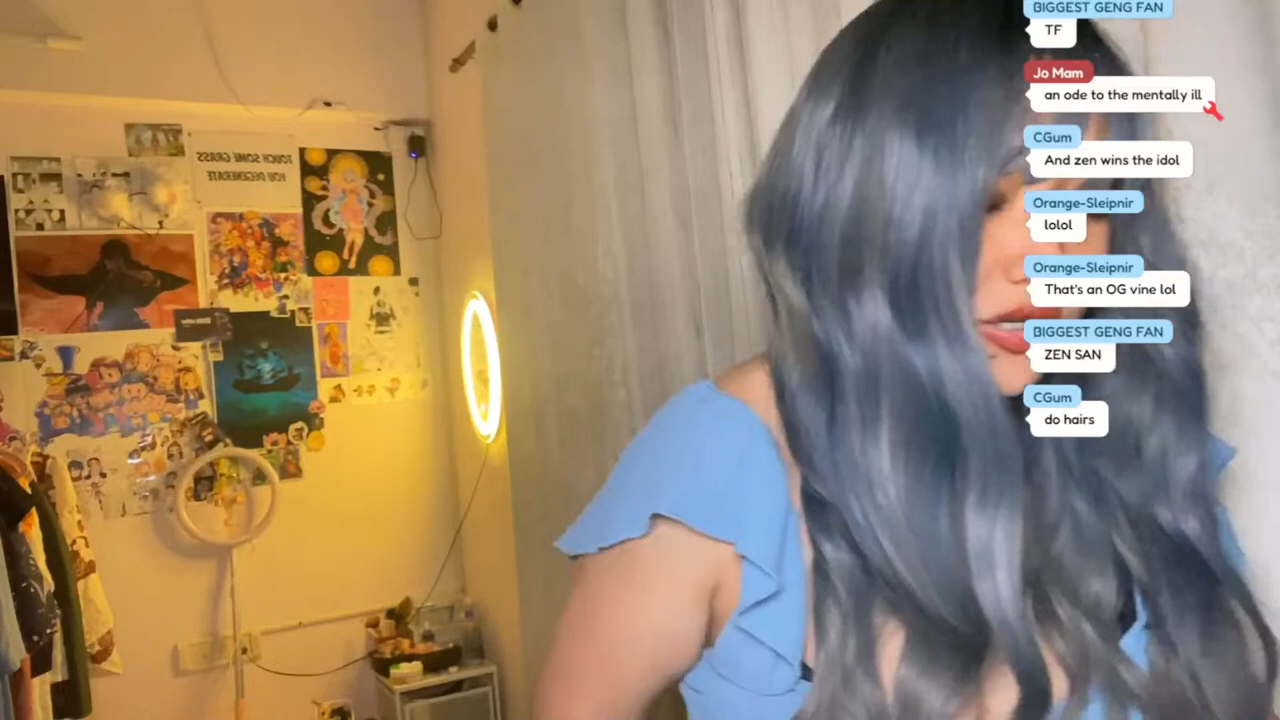 TOUCH SOME GRASS
YOU DEGENERATE
BIGGEST GENG FAN
TF
Jo Mam
an ode to the mentally ill
CGum
And zen wins the idol
Orange-Sleipnir
lolol
Orange-Sleipnir
That's an OG vine lol
BIGGEST GENG FAN
ZEN SAN
CGum
do hairs